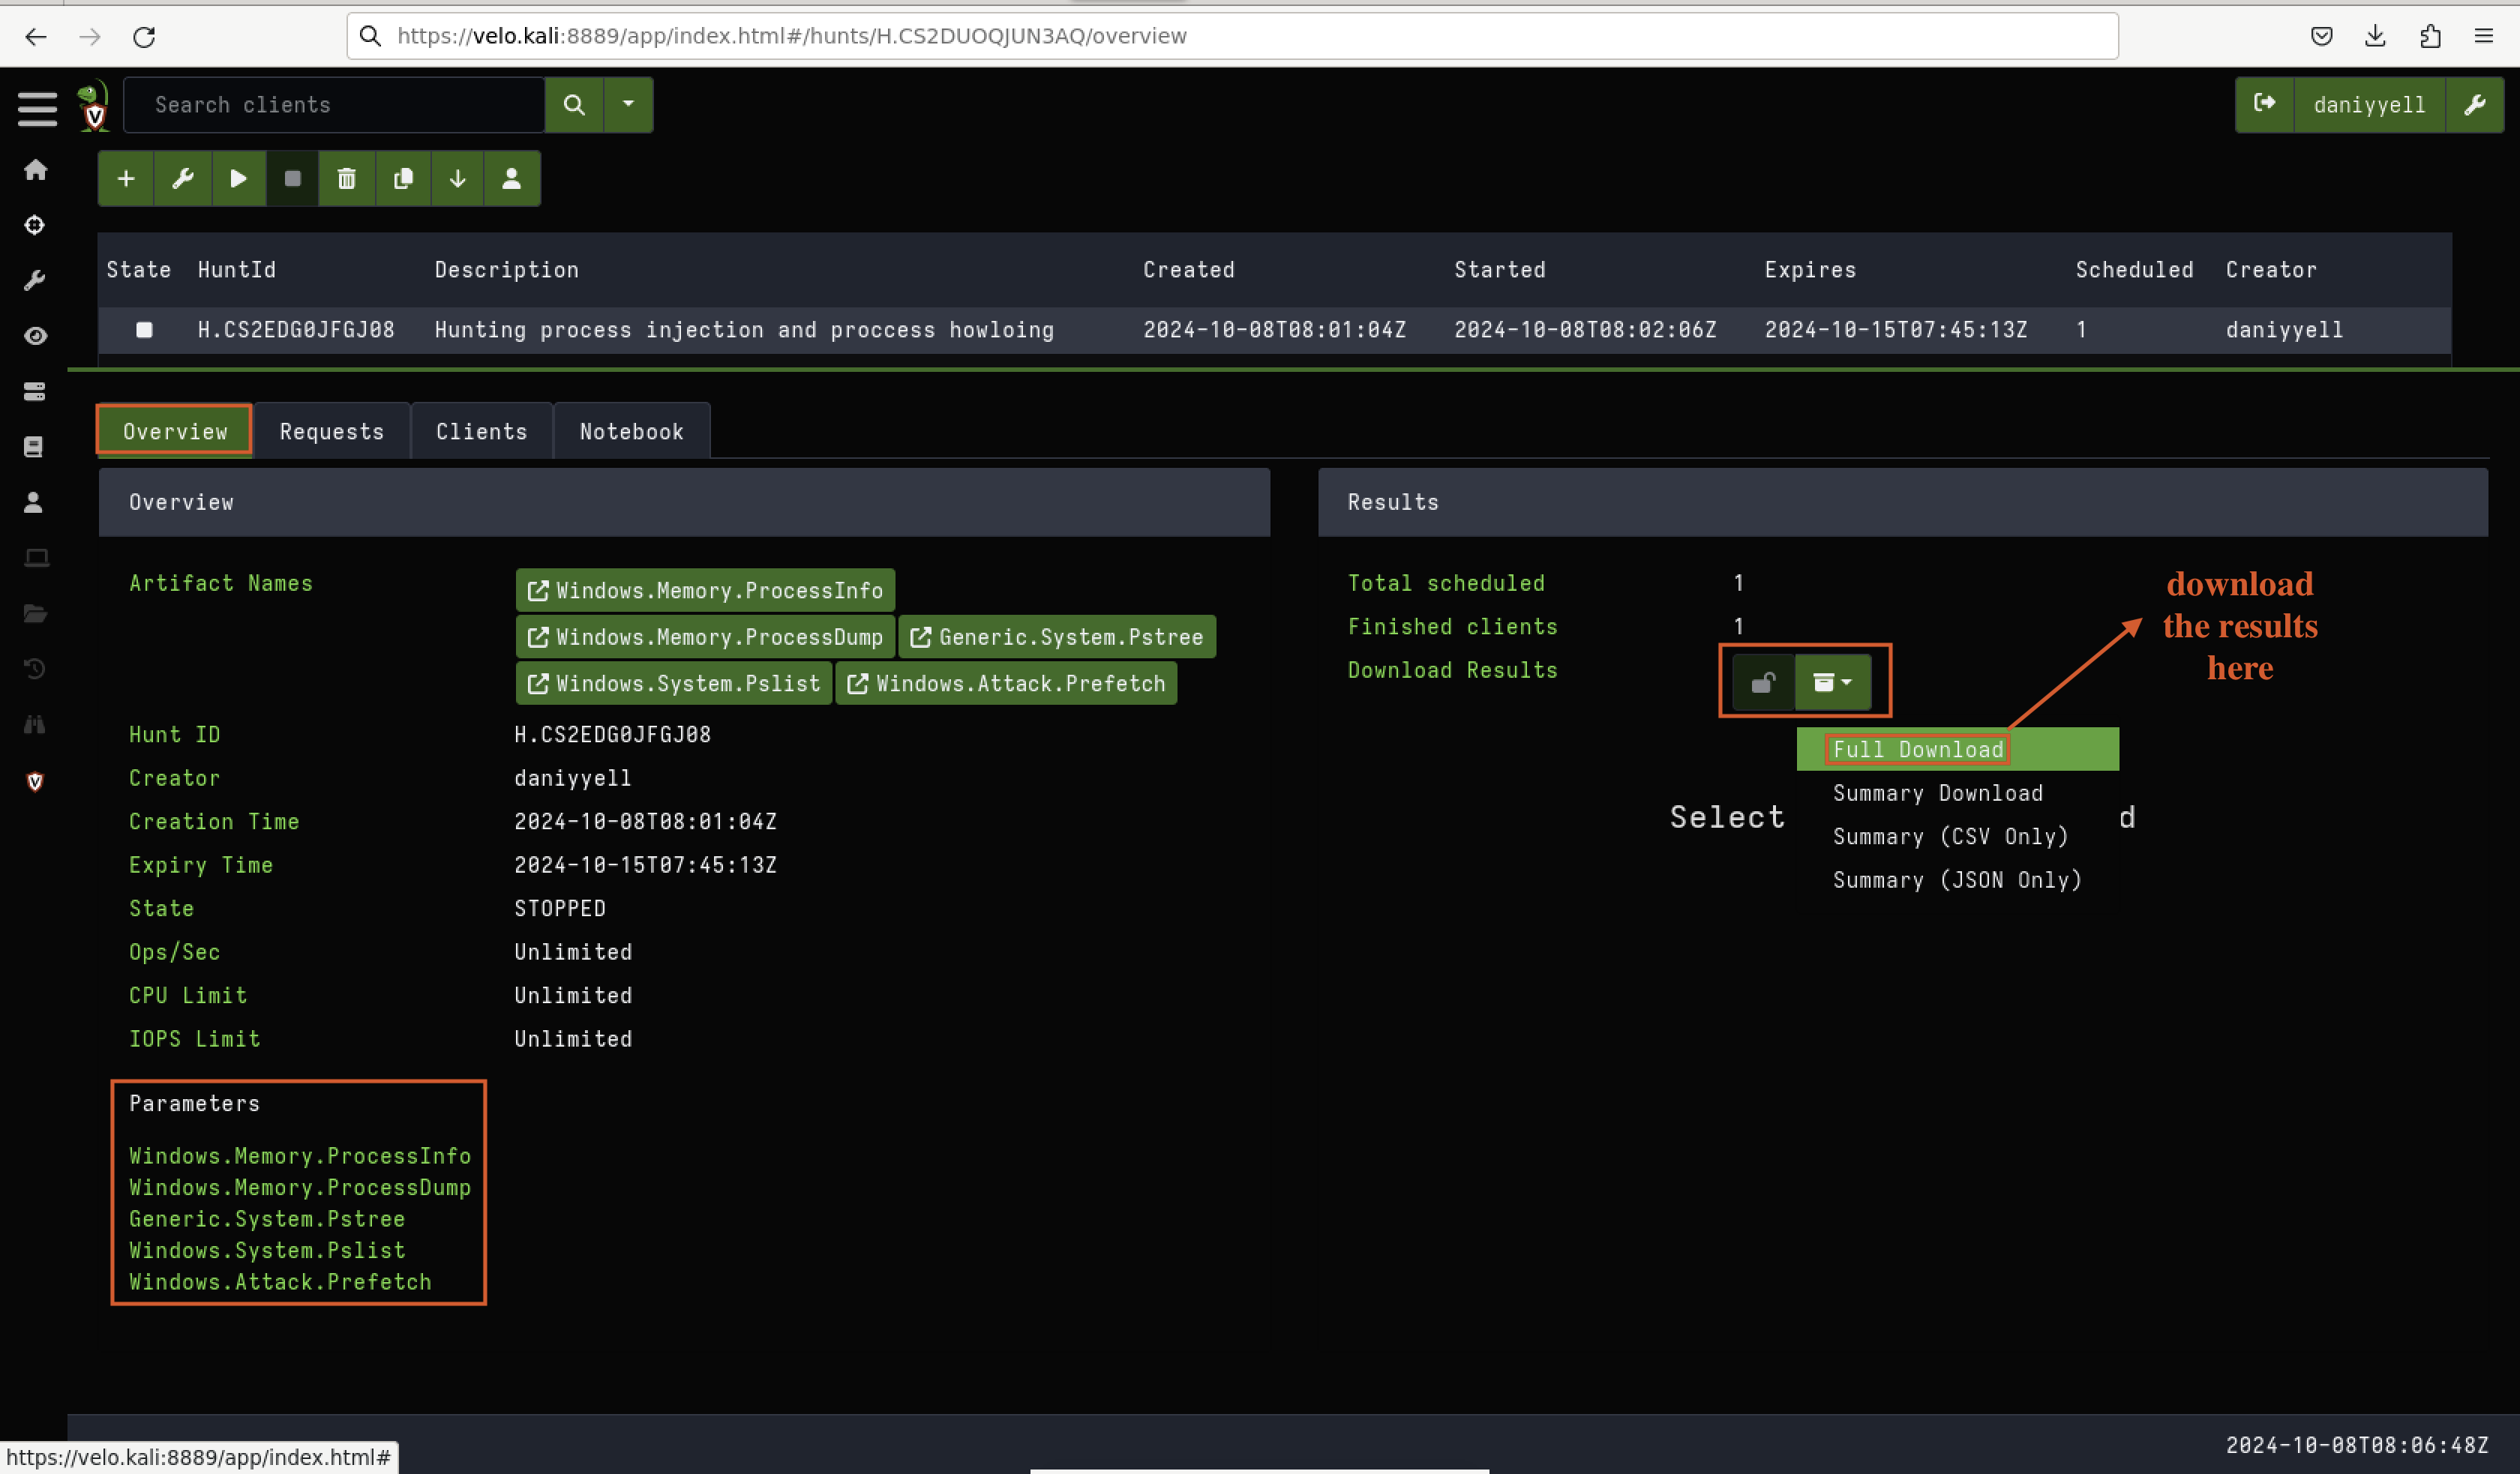 https://velo.kali:8889/app/index.html#/hunts/H.CS2DUOQJUN3AQ/overview
Search clients
daniyyell
State HuntId Description Created Started Expires Scheduled Creator
H.CS2EDG0JFGJ08 Hunting process injection and proccess howloing 2024-10-08T08:01:04Z 2024-10-08T08:02:06Z 2024-10-15T07:45:13Z 1 daniyyell
Overview Requests Clients Notebook
Overview
Artifact Names
Windows.Memory.ProcessInfo
Windows.Memory.ProcessDump Generic.System.Pstree
Windows.System.Pslist Windows.Attack.Prefetch
Hunt ID H.CS2EDG0JFGJ08
Creator daniyyell
Creation Time 2024-10-08T08:01:04Z
Expiry Time 2024-10-15T07:45:13Z
State STOPPED
Ops/Sec Unlimited
CPU Limit Unlimited
IOPS Limit Unlimited
Parameters
Windows.Memory.ProcessInfo
Windows.Memory.ProcessDump
Generic.System.Pstree
Windows.System.Pslist
Windows.Attack.Prefetch
Results
Total scheduled 1
Finished clients 1
Download Results
download
the results
here
Full Download
Summary Download
Select d
Summary (CSV Only)
Summary (JSON Only)
https://velo.kali:8889/app/index.html#
2024-10-08T08:06:48Z